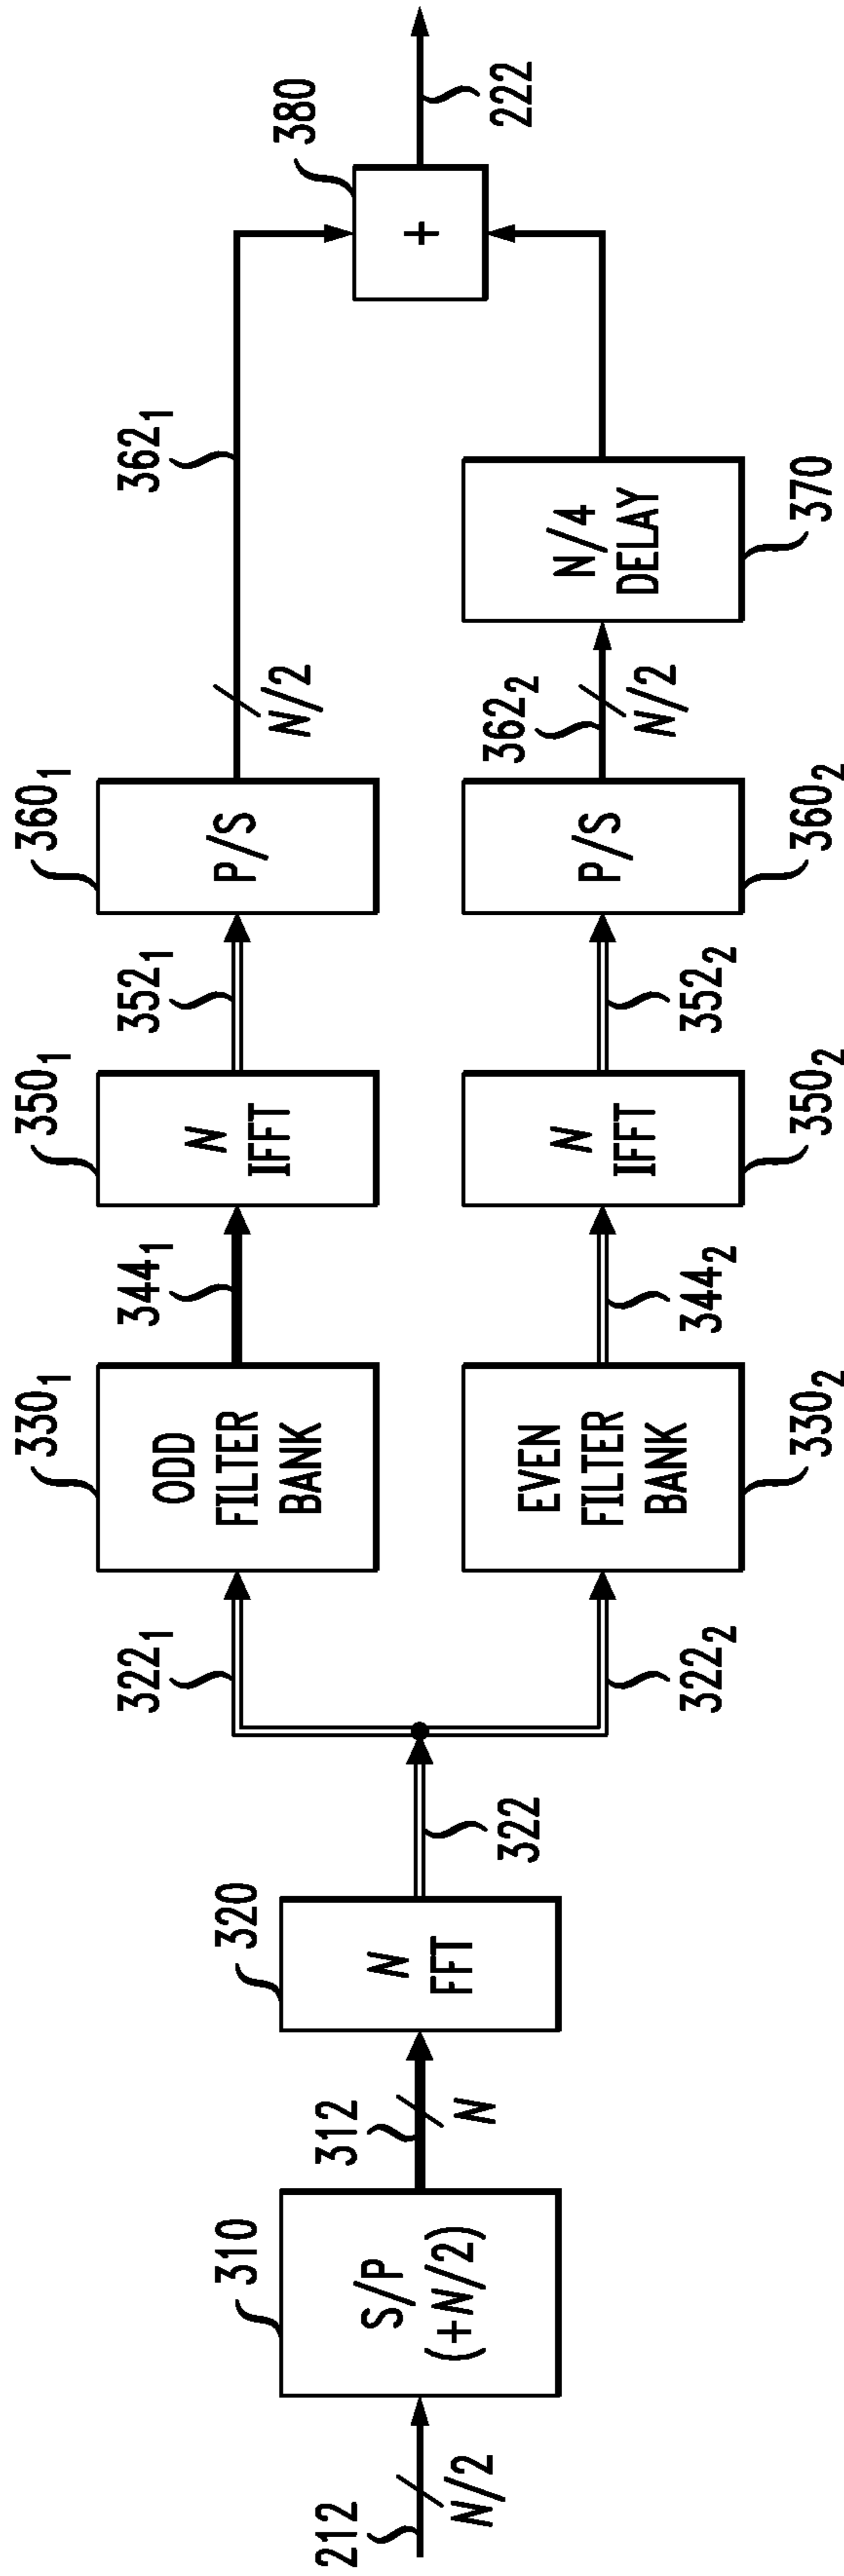 212
N/2
310
S/P
(+N/2)
312
N
320
N
FFT
322
322₁
322₂
330₁
ODD
FILTER
BANK
344₁
350₁
N
IFFT
352₁
360₁
P/S
N/2
362₁
330₂
EVEN
FILTER
BANK
344₂
350₂
N
IFFT
352₂
360₂
P/S
362₂
N/2
N/4
DELAY
370
380
+
222